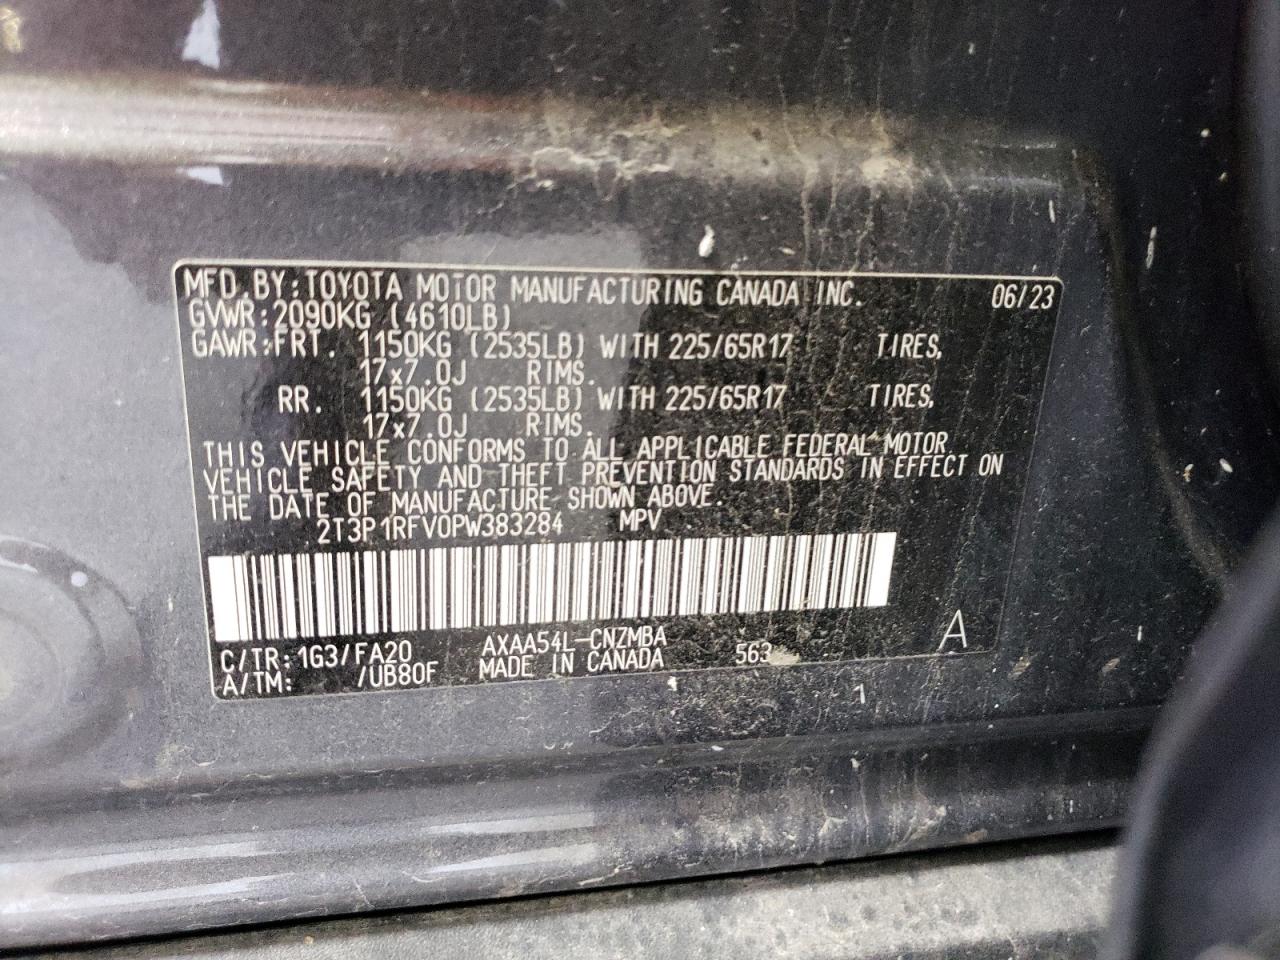 MFD. BY: TOYOTA MOTOR MANUFACTURING CANADA INC. 06/23
GVWR: 2090KG (4610LB)
GAWR: FRT. 1150KG (2535LB) WITH 225/65R17 TIRES,
17x7.0J RIMS.
RR. 1150KG (2535LB) WITH 225/65R17 TIRES,
17x7.0J RIMS.
THIS VEHICLE CONFORMS TO ALL APPLICABLE FEDERAL MOTOR
VEHICLE SAFETY AND THEFT PREVENTION STANDARDS IN EFFECT ON
THE DATE OF MANUFACTURE SHOWN ABOVE.
2T3P1RFV0PW383284 MPV
C/TR: 1G3/FA20 AXAA54L-CNZMBA 563 A
A/TM: /UB80F MADE IN CANADA